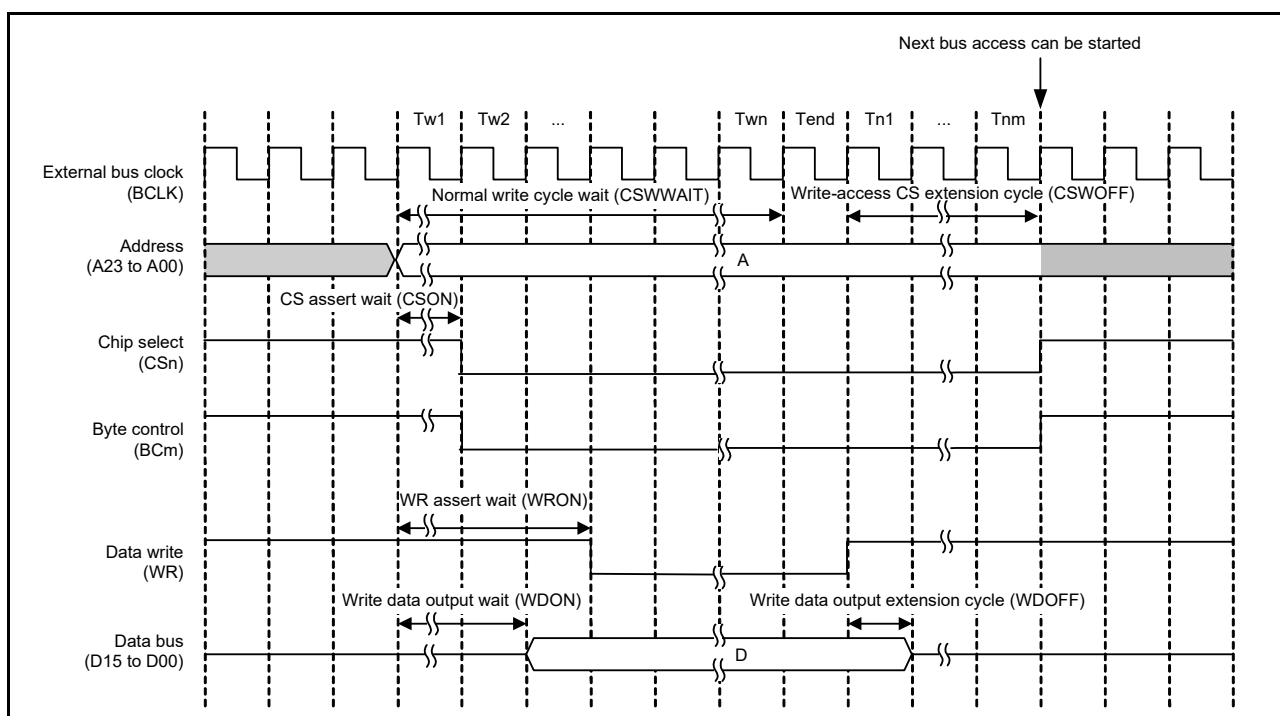 Next bus access can be started
Tw1 Tw2 ... Twn Tend Tn1 ... Tnm
External bus clock
(BCLK)
Normal write cycle wait (CSWWAIT)
Write-access CS extension cycle (CSWOFF)
Address
(A23 to A00)
A
CS assert wait (CSON)
Chip select
(CSn)
Byte control
(BCm)
WR assert wait (WRON)
Data write
(WR)
Write data output wait (WDON)
Write data output extension cycle (WDOFF)
Data bus
(D15 to D00)
D